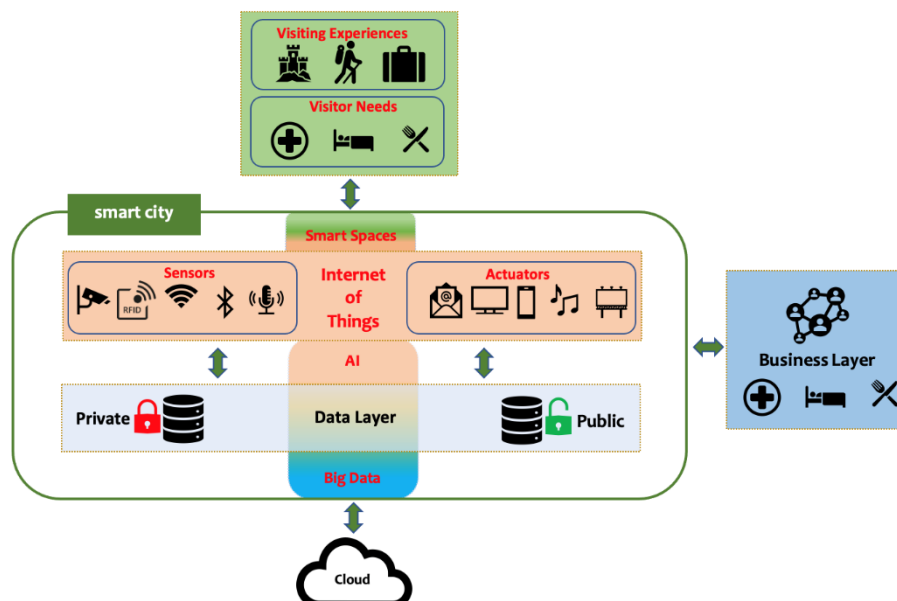 Visiting Experiences
Visitor Needs
smart city
Smart Spaces
Sensors
RFID
Internet
of
Things
Actuators
@
AI
Private
Data Layer
Public
Big Data
Business Layer
Cloud